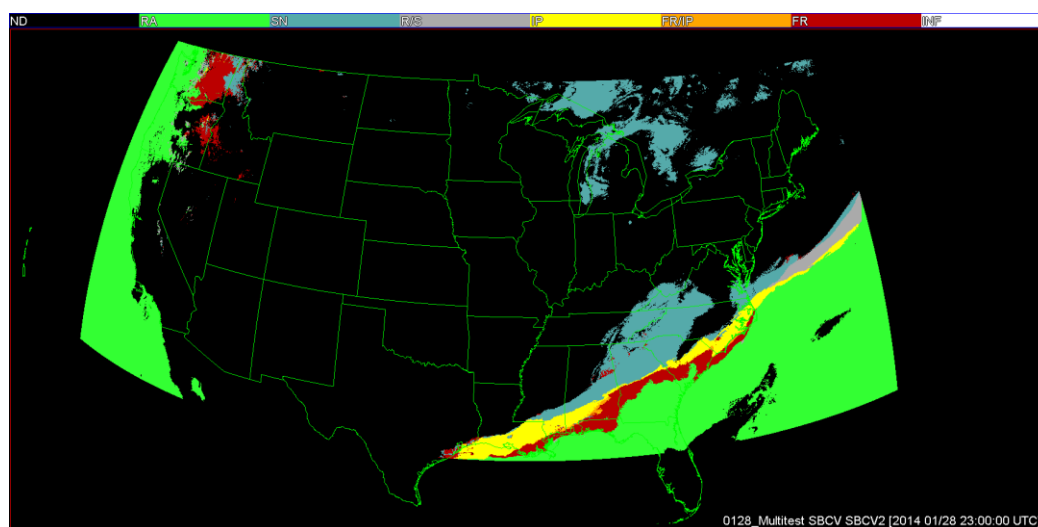 ND RA SN R/S IP FR/IP FR INF
0128_Multitest SBCV SBCV2 [2014 01/28 23:00:00 UTC]